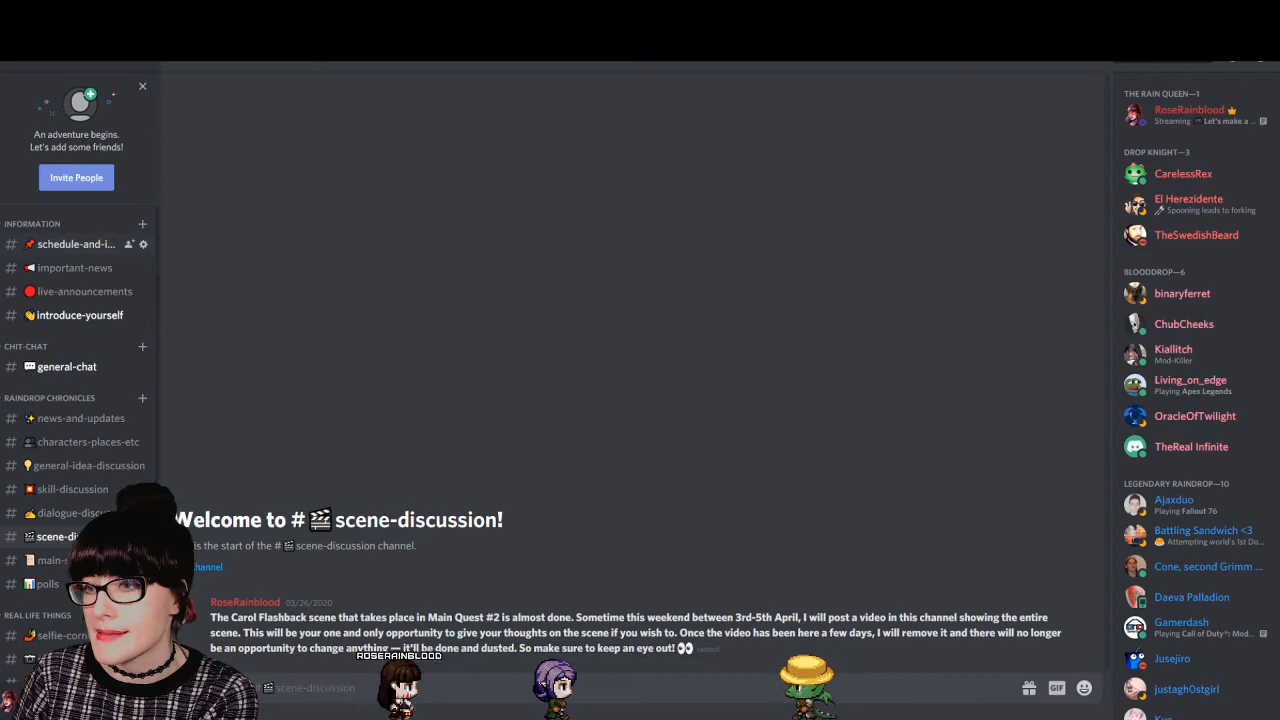 An adventure begins.
Let's add some friends!
Invite People
INFORMATION
schedule-and-i...
important-news
live-announcements
introduce-yourself
CHIT-CHAT
general-chat
RAINDROP CHRONICLES
news-and-updates
characters-places-etc
general-idea-discussion
skill-discussion
dialogue-discus
scene-di
main-s
polls
REAL LIFE THINGS
selfie-corn
Welcome to # scene-discussion!
is the start of the # scene-discussion channel.
hannel
RoseRainblood 03/26/2020
The Carol Flashback scene that takes place in Main Quest #2 is almost done. Sometime this weekend between 3rd-5th April, I will post a video in this channel showing the entire
scene. This will be your one and only opportunity to give your thoughts on the scene if you wish to. Once the video has been here a few days, I will remove it and there will no longer
be an opportunity to change anything — it'll be done and dusted. So make sure to keep an eye out! 👀 (edited)
ROSERAINBLOOD
scene-discussion
GIF
THE RAIN QUEEN—1
RoseRainblood
Streaming Let's make a ...
DROP KNIGHT—3
CarelessRex
El Herezidente
Spooning leads to forking
TheSwedishBeard
BLOODDROP—6
binaryferret
ChubCheeks
Kiallitch
Mod-Killer
Living_on_edge
Playing Apex Legends
OracleOfTwilight
TheReal Infinite
LEGENDARY RAINDROP—10
Ajaxduo
Playing Fallout 76
Battling Sandwich <3
Attempting world's 1st Do...
Cone, second Grimm ...
Daeva Palladion
Gamerdash
Playing Call of Duty®: Mod...
Jusejiro
justagh0stgirl